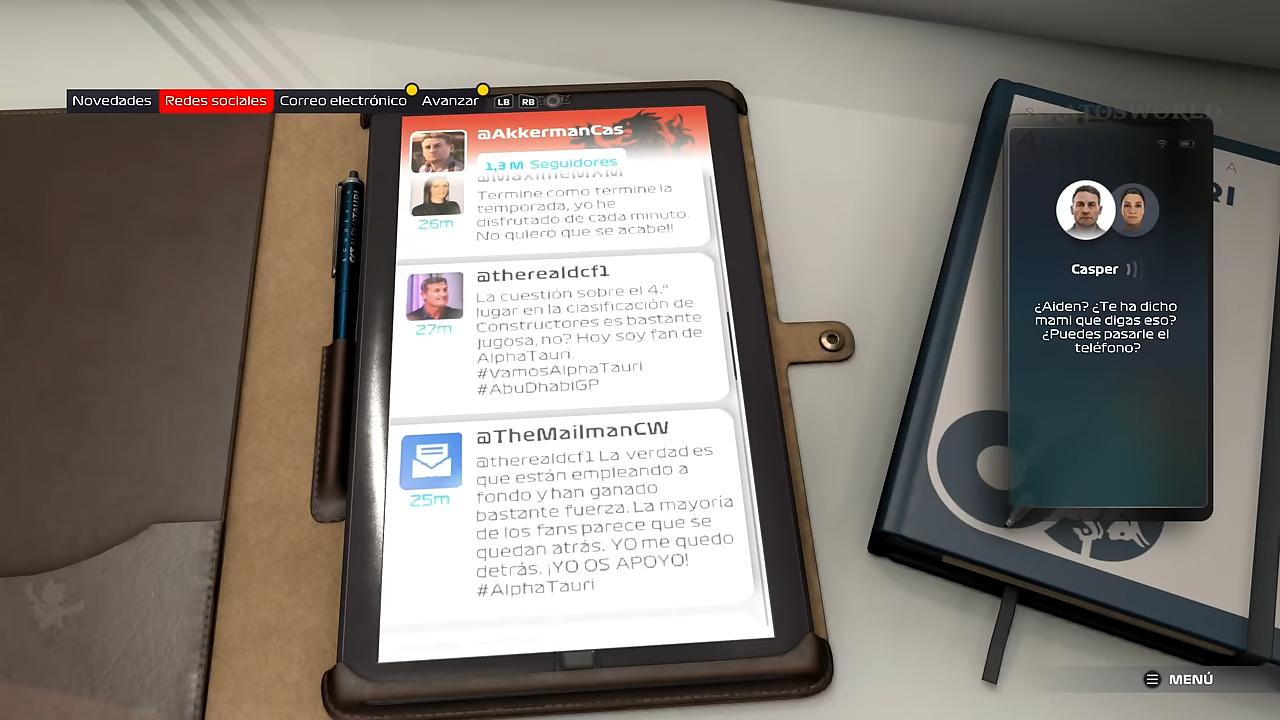 Novedades
Redes sociales
Correo electrónico
Avanzar
LB
RB
@AkkermanCas
1,3 M Seguidores
@MaximeMXM
26m
Termine como termine la
temporada, yo he
disfrutado de cada minuto.
No quiero que se acabe!!
@therealdcf1
27m
La cuestión sobre el 4.º
lugar en la clasificación de
Constructores es bastante
jugosa, no? Hoy soy fan de
AlphaTauri.
#VamosAlphaTauri
#AbuDhabiGP
@TheMailmanCW
25m
@therealdcf1 La verdad es
que están empleando a
fondo y han ganado
bastante fuerza. La mayoría
de los fans parece que se
quedan atrás. YO me quedo
detrás. ¡YO OS APOYO!
#AlphaTauri
Casper
¿Aiden? ¿Te ha dicho
mami que digas eso?
¿Puedes pasarle el
teléfono?
MENÚ